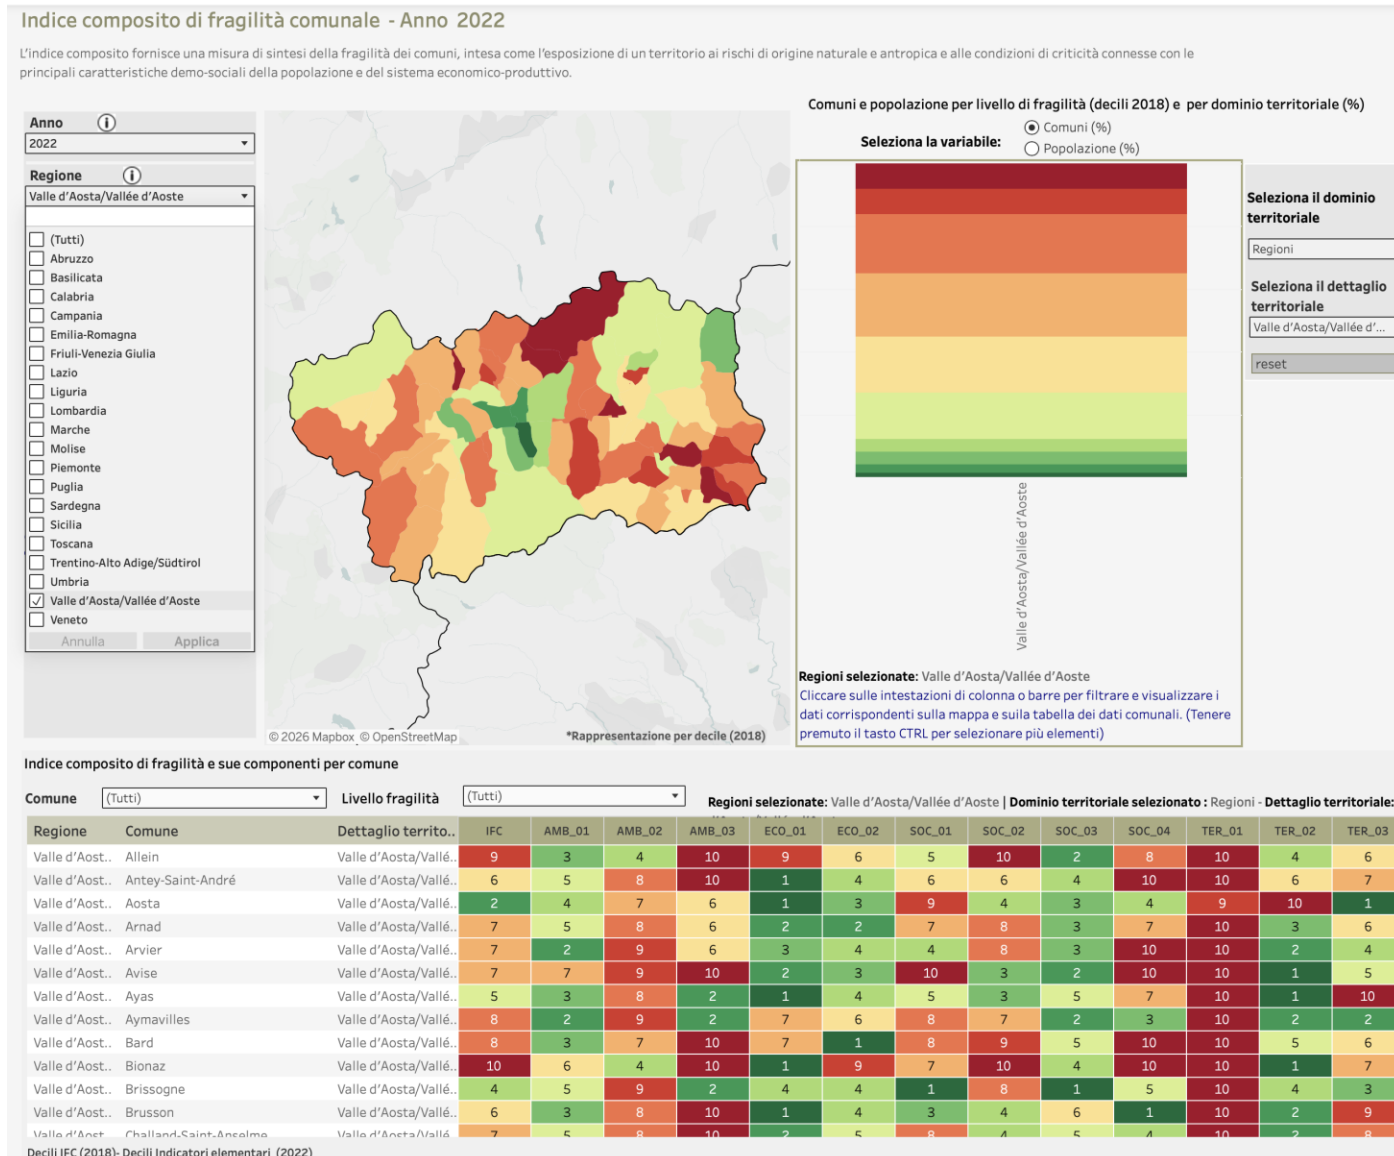 Indice composito di fragilità comunale - Anno 2022
L'indice composito fornisce una misura di sintesi della fragilità dei comuni, intesa come l'esposizione di un territorio ai rischi di origine naturale e antropica e alle condizioni di criticità connesse con le
principali caratteristiche demo-sociali della popolazione e del sistema economico-produttivo.
Anno
2022
Regione
Valle d'Aosta/Vallée d'Aoste
(Tutti)
Abruzzo
Basilicata
Calabria
Campania
Emilia-Romagna
Friuli-Venezia Giulia
Lazio
Liguria
Lombardia
Marche
Molise
Piemonte
Puglia
Sardegna
Sicilia
Toscana
Trentino-Alto Adige/Südtirol
Umbria
Valle d'Aosta/Vallée d'Aoste
Veneto
Annulla Applica
© 2026 Mapbox © OpenStreetMap
*Rappresentazione per decile (2018)
Comuni e popolazione per livello di fragilità (decili 2018) e per dominio territoriale (%)
Seleziona la variabile:
Comuni (%)
Popolazione (%)
Valle d'Aosta/Vallée d'Aoste
Regioni selezionate: Valle d'Aosta/Vallée d'Aoste
Cliccare sulle intestazioni di colonna o barre per filtrare e visualizzare i
dati corrispondenti sulla mappa e suila tabella dei dati comunali. (Tenere
premuto il tasto CTRL per selezionare più elementi)
Seleziona il dominio
territoriale
Regioni
Seleziona il dettaglio
territoriale
Valle d'Aosta/Vallée d'...
reset
Indice composito di fragilità e sue componenti per comune
Comune (Tutti) Livello fragilità (Tutti)
Regioni selezionate: Valle d'Aosta/Vallée d'Aoste | Dominio territoriale selezionato : Regioni - Dettaglio territoriale:
Regione Comune Dettaglio territo.. IFC AMB_01 AMB_02 AMB_03 ECO_01 ECO_02 SOC_01 SOC_02 SOC_03 SOC_04 TER_01 TER_02 TER_03
Valle d'Aost.. Allein Valle d'Aosta/Vallé.. 9 3 4 10 9 6 5 10 2 8 10 4 6
Valle d'Aost.. Antey-Saint-André Valle d'Aosta/Vallé.. 6 5 8 10 1 4 6 6 4 10 10 6 7
Valle d'Aost.. Aosta Valle d'Aosta/Vallé.. 2 4 7 6 1 3 9 4 3 4 9 10 1
Valle d'Aost.. Arnad Valle d'Aosta/Vallé.. 7 5 8 6 2 2 7 8 3 7 10 3 6
Valle d'Aost.. Arvier Valle d'Aosta/Vallé.. 7 2 9 6 3 4 4 8 3 10 10 2 4
Valle d'Aost.. Avise Valle d'Aosta/Vallé.. 7 7 9 10 2 3 10 3 2 10 10 1 5
Valle d'Aost.. Ayas Valle d'Aosta/Vallé.. 5 3 8 2 1 4 5 3 5 7 10 1 10
Valle d'Aost.. Aymavilles Valle d'Aosta/Vallé.. 8 2 9 2 7 6 8 7 2 3 10 2 2
Valle d'Aost.. Bard Valle d'Aosta/Vallé.. 8 3 7 10 7 1 8 9 5 10 10 5 6
Valle d'Aost.. Bionaz Valle d'Aosta/Vallé.. 10 6 4 10 1 9 7 10 4 10 10 1 7
Valle d'Aost.. Brissogne Valle d'Aosta/Vallé.. 4 5 9 2 4 4 1 8 1 5 10 4 3
Valle d'Aost.. Brusson Valle d'Aosta/Vallé.. 6 3 8 10 1 4 3 4 6 1 10 2 9
Valle d'Aost.. Challand-Saint-Anselme Valle d'Aosta/Vallé.. 7 5 8 10 2 5 8 4 5 4 10 2 8
Decili IFC (2018)- Decili Indicatori elementari (2022)